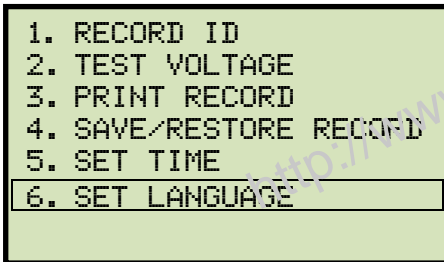 1. RECORD ID
2. TEST VOLTAGE
3. PRINT RECORD
4. SAVE/RESTORE RECORD
5. SET TIME
6. SET LANGUAGE
http://www